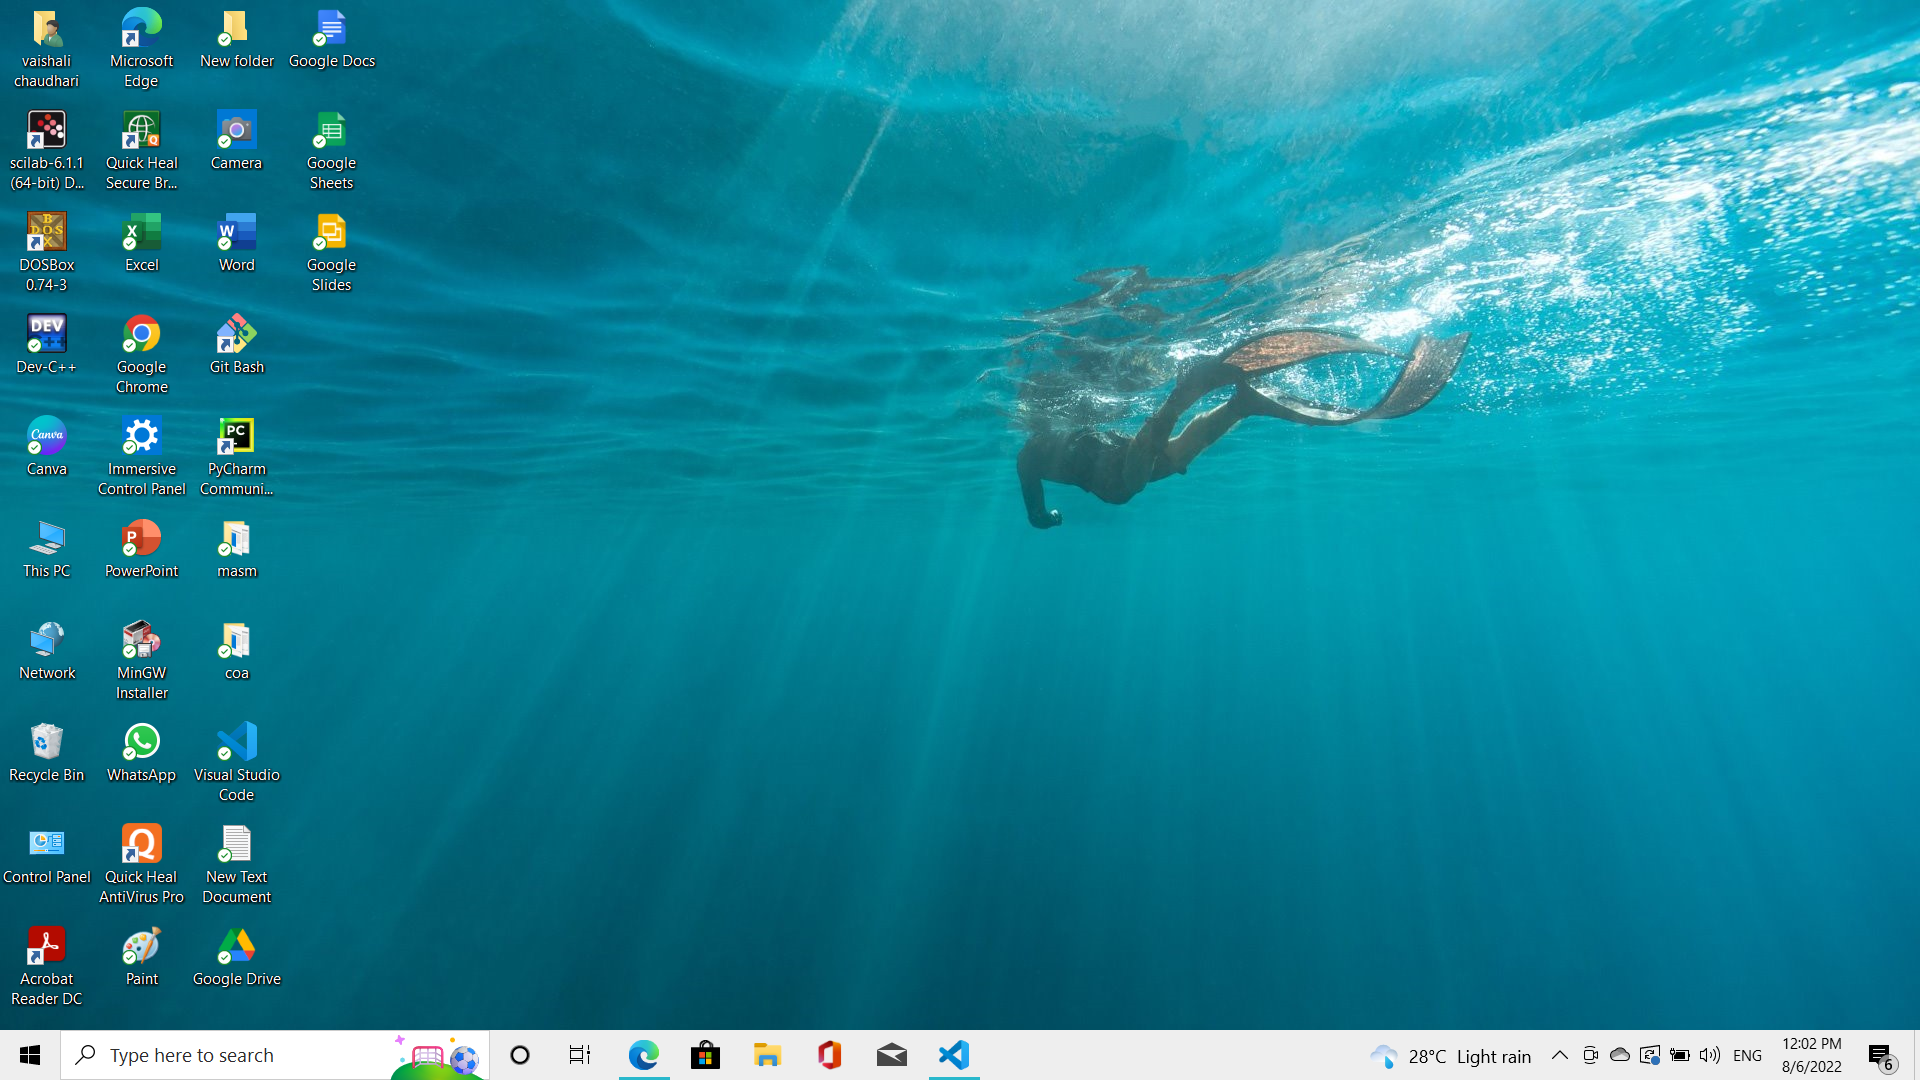 vaishali
chaudhari
Microsoft
Edge
New folder
Google Docs
scilab-6.1.1
(64-bit) D...
Quick Heal
Secure Br...
Camera
Google
Sheets
B
DOS
X
DOSBox
0.74-3
X
Excel
W
Word
Google
Slides
DEV
++
Dev-C++
Google
Chrome
Git Bash
Canva
Canva
Immersive
Control Panel
PC
PyCharm
Communi...
This PC
P
PowerPoint
masm
Network
MinGW
Installer
coa
Recycle Bin
WhatsApp
Visual Studio
Code
Control Panel
Quick Heal
AntiVirus Pro
New Text
Document
Acrobat
Reader DC
Paint
Google Drive
Type here to search
28°C Light rain
ENG
12:02 PM
8/6/2022
6